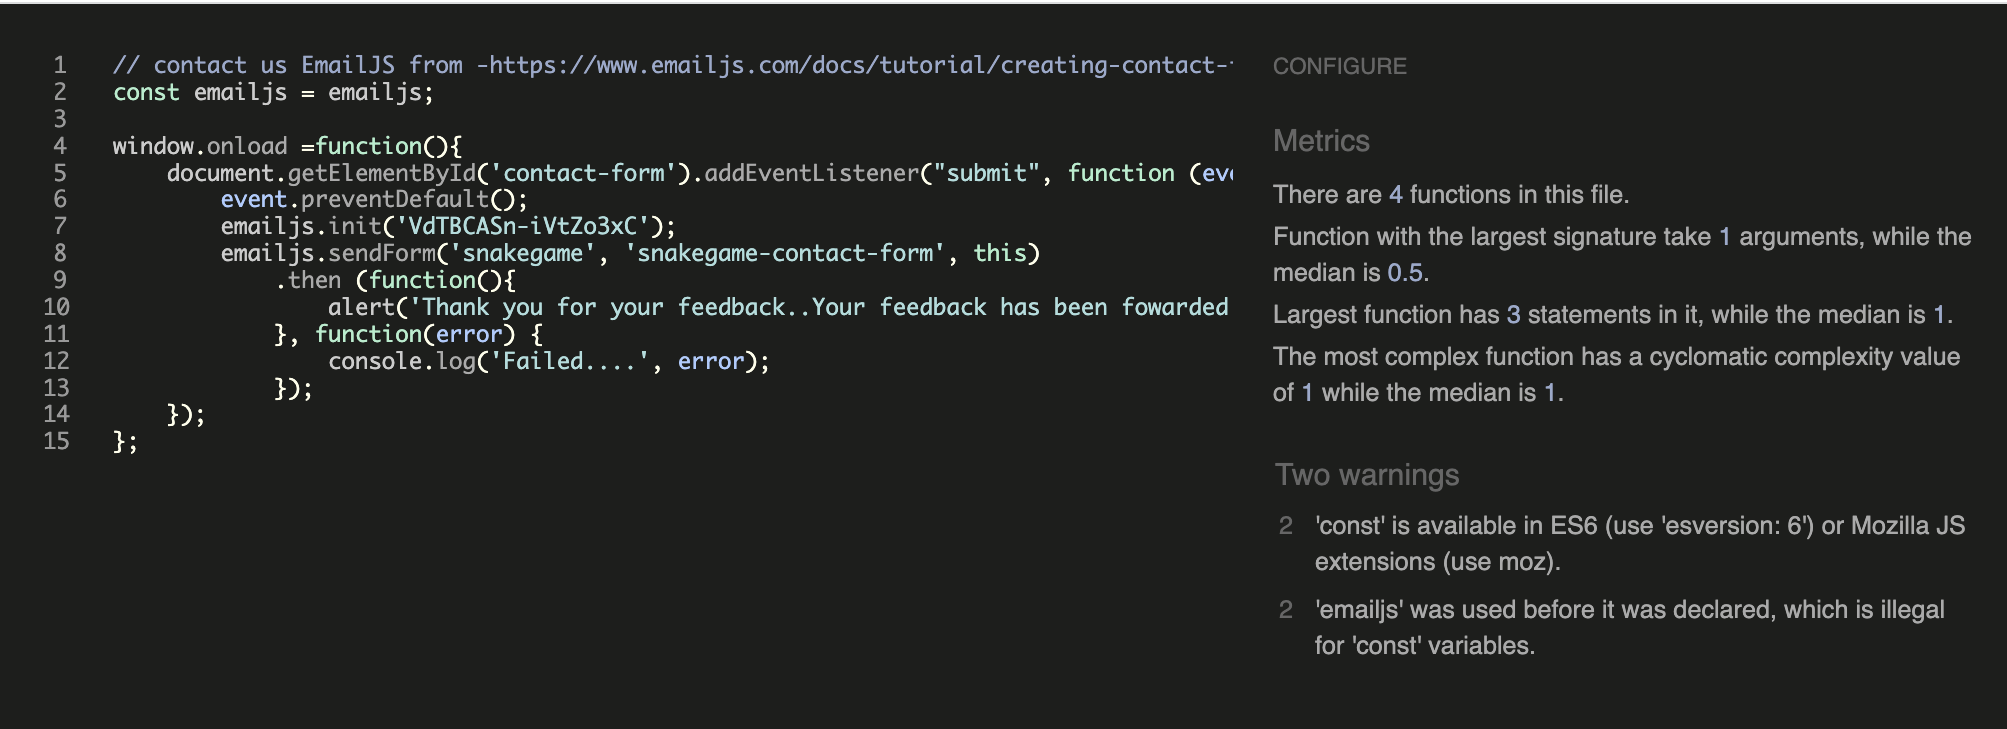 1 // contact us EmailJS from -https://www.emailjs.com/docs/tutorial/creating-contact-
2 const emailjs = emailjs;
3
4 window.onload =function(){
5 document.getElementById('contact-form').addEventListener("submit", function (eve
6 event.preventDefault();
7 emailjs.init('VdTBCASn-iVtZo3xC');
8 emailjs.sendForm('snakegame', 'snakegame-contact-form', this)
9 .then (function(){
10 alert('Thank you for your feedback..Your feedback has been fowarded
11 }, function(error) {
12 console.log('Failed....', error);
13 });
14 });
15 };
CONFIGURE
Metrics
There are 4 functions in this file.
Function with the largest signature take 1 arguments, while the
median is 0.5.
Largest function has 3 statements in it, while the median is 1.
The most complex function has a cyclomatic complexity value
of 1 while the median is 1.
Two warnings
2 'const' is available in ES6 (use 'esversion: 6') or Mozilla JS
extensions (use moz).
2 'emailjs' was used before it was declared, which is illegal
for 'const' variables.